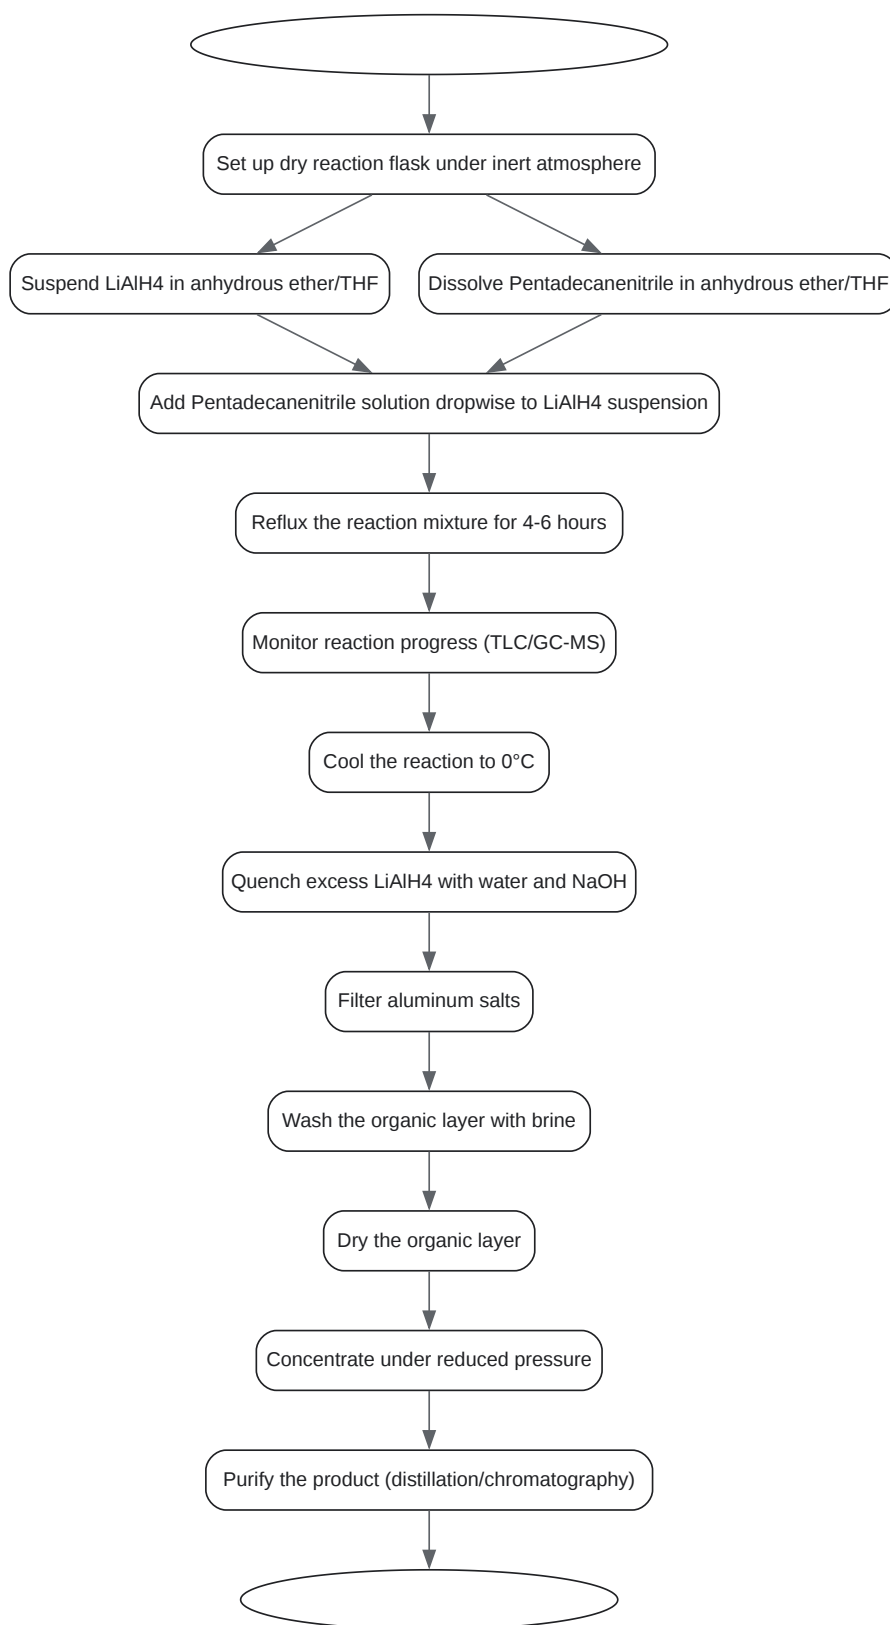 Set up dry reaction flask under inert atmosphere
Suspend LiAlH4 in anhydrous ether/THF
Dissolve Pentadecanenitrile in anhydrous ether/THF
Add Pentadecanenitrile solution dropwise to LiAlH4 suspension
Reflux the reaction mixture for 4-6 hours
Monitor reaction progress (TLC/GC-MS)
Cool the reaction to 0°C
Quench excess LiAlH4 with water and NaOH
Filter aluminum salts
Wash the organic layer with brine
Dry the organic layer
Concentrate under reduced pressure
Purify the product (distillation/chromatography)